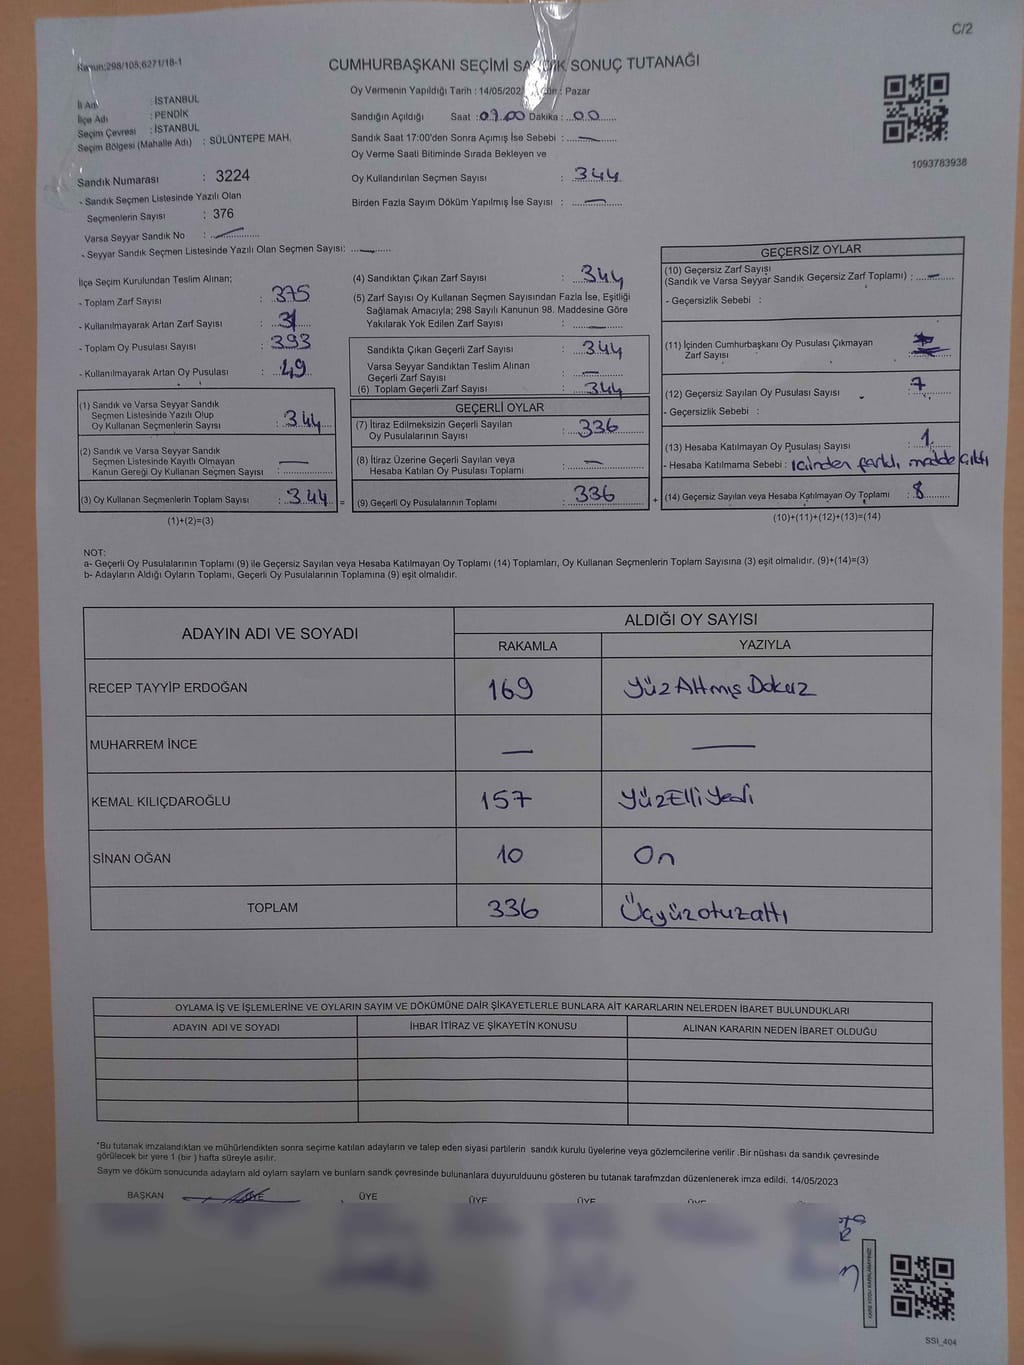 C/2
Kanun:298/105,6271/18-1
CUMHURBAŞKANI SEÇİMİ SANDIK SONUÇ TUTANAĞI
İl Adı : İSTANBUL
İlçe Adı : PENDİK
Seçim Çevresi : İSTANBUL
Seçim Bölgesi (Mahalle Adı) : SÜLÜNTEPE MAH.
Sandık Numarası : 3224
- Sandık Seçmen Listesinde Yazılı Olan
Seçmenlerin Sayısı : 376
Varsa Seyyar Sandık No : —
- Seyyar Sandık Seçmen Listesinde Yazılı Olan Seçmen Sayısı: —
Oy Vermenin Yapıldığı Tarih : 14/05/202 Gün : Pazar
Sandığın Açıldığı Saat : 07.00 Dakika : 00
Sandık Saat 17:00'den Sonra Açımış İse Sebebi : —
Oy Verme Saati Bitiminde Sırada Bekleyen ve
Oy Kullandırılan Seçmen Sayısı : 344
Birden Fazla Sayım Döküm Yapılmış İse Sayısı : —
1093783938
İlçe Seçim Kurulundan Teslim Alınan;
- Toplam Zarf Sayısı : 375
- Kullanılmayarak Artan Zarf Sayısı : 31
- Toplam Oy Pusulası Sayısı : 393
- Kullanılmayarak Artan Oy Pusulası : 49
(1) Sandık ve Varsa Seyyar Sandık
Seçmen Listesinde Yazılı Olup
Oy Kullanan Seçmenlerin Sayısı : 344
(2) Sandık ve Varsa Seyyar Sandık
Seçmen Listesinde Kayıtlı Olmayan
Kanun Gereği Oy Kullanan Seçmen Sayısı : —
(3) Oy Kullanan Seçmenlerin Toplam Sayısı : 344 =
(1)+(2)=(3)
(4) Sandıktan Çıkan Zarf Sayısı : 344
(5) Zarf Sayısı Oy Kullanan Seçmen Sayısından Fazla İse, Eşitliği
Sağlamak Amacıyla; 298 Sayılı Kanunun 98. Maddesine Göre
Yakılarak Yok Edilen Zarf Sayısı : —
Sandıkta Çıkan Geçerli Zarf Sayısı : 344
Varsa Seyyar Sandıktan Teslim Alınan
Geçerli Zarf Sayısı : —
(6) Toplam Geçerli Zarf Sayısı : 344
GEÇERLİ OYLAR
(7) İtiraz Edilmeksizin Geçerli Sayılan
Oy Pusulalarının Sayısı : 336
(8) İtiraz Üzerine Geçerli Sayılan veya
Hesaba Katılan Oy Pusulası Toplamı : —
(9) Geçerli Oy Pusulalarının Toplamı : 336 +
GEÇERSİZ OYLAR
(10) Geçersiz Zarf Sayısı
(Sandık ve Varsa Seyyar Sandık Geçersiz Zarf Toplamı) : —
- Geçersizlik Sebebi :
(11) İçinden Cumhurbaşkanı Oy Pusulası Çıkmayan
Zarf Sayısı :
(12) Geçersiz Sayılan Oy Pusulası Sayısı : 7
- Geçersizlik Sebebi :
(13) Hesaba Katılmayan Oy Pusulası Sayısı : 1
- Hesaba Katılmama Sebebi : içinden farklı madde çıktı
(14) Geçersiz Sayılan veya Hesaba Katılmayan Oy Toplamı : 8
(10)+(11)+(12)+(13)=(14)
NOT:
a- Geçerli Oy Pusulalarının Toplamı (9) ile Geçersiz Sayılan veya Hesaba Katılmayan Oy Toplamı (14) Toplamları, Oy Kullanan Seçmenlerin Toplam Sayısına (3) eşit olmalıdır. (9)+(14)=(3)
b- Adayların Aldığı Oyların Toplamı, Geçerli Oy Pusulalarının Toplamına (9) eşit olmalıdır.
ADAYIN ADI VE SOYADI ALDIĞI OY SAYISI
RAKAMLA YAZIYLA
RECEP TAYYİP ERDOĞAN 169 Yüz Altmış Dokuz
MUHARREM İNCE — —
KEMAL KILIÇDAROĞLU 157 Yüz Elli Yedi
SİNAN OĞAN 10 On
TOPLAM 336 Üçyüzotuzaltı
OYLAMA İŞ VE İŞLEMLERİNE VE OYLARIN SAYIM VE DÖKÜMÜNE DAİR ŞİKAYETLERLE BUNLARA AİT KARARLARIN NELERDEN İBARET BULUNDUKLARI
ADAYIN ADI VE SOYADI İHBAR İTİRAZ VE ŞİKAYETİN KONUSU ALINAN KARARIN NEDEN İBARET OLDUĞU
*Bu tutanak imzalandıktan ve mühürlendikten sonra seçime katılan adayların ve talep eden siyasi partilerin sandık kurulu üyelerine veya gözlemcilerine verilir .Bir nüshası da sandık çevresinde
görülecek bir yere 1 (bir ) hafta süreyle asılır.
Saym ve döküm sonucunda adaylarn ald oylarn saylarn ve bunlarn sandk çevresinde bulunanlara duyurulduunu gösteren bu tutanak tarafmzdan düzenlenerek imza edildi. 14/05/2023
BAŞKAN ÜYE ÜYE ÜYE ÜYE ÜYE
SSI_404